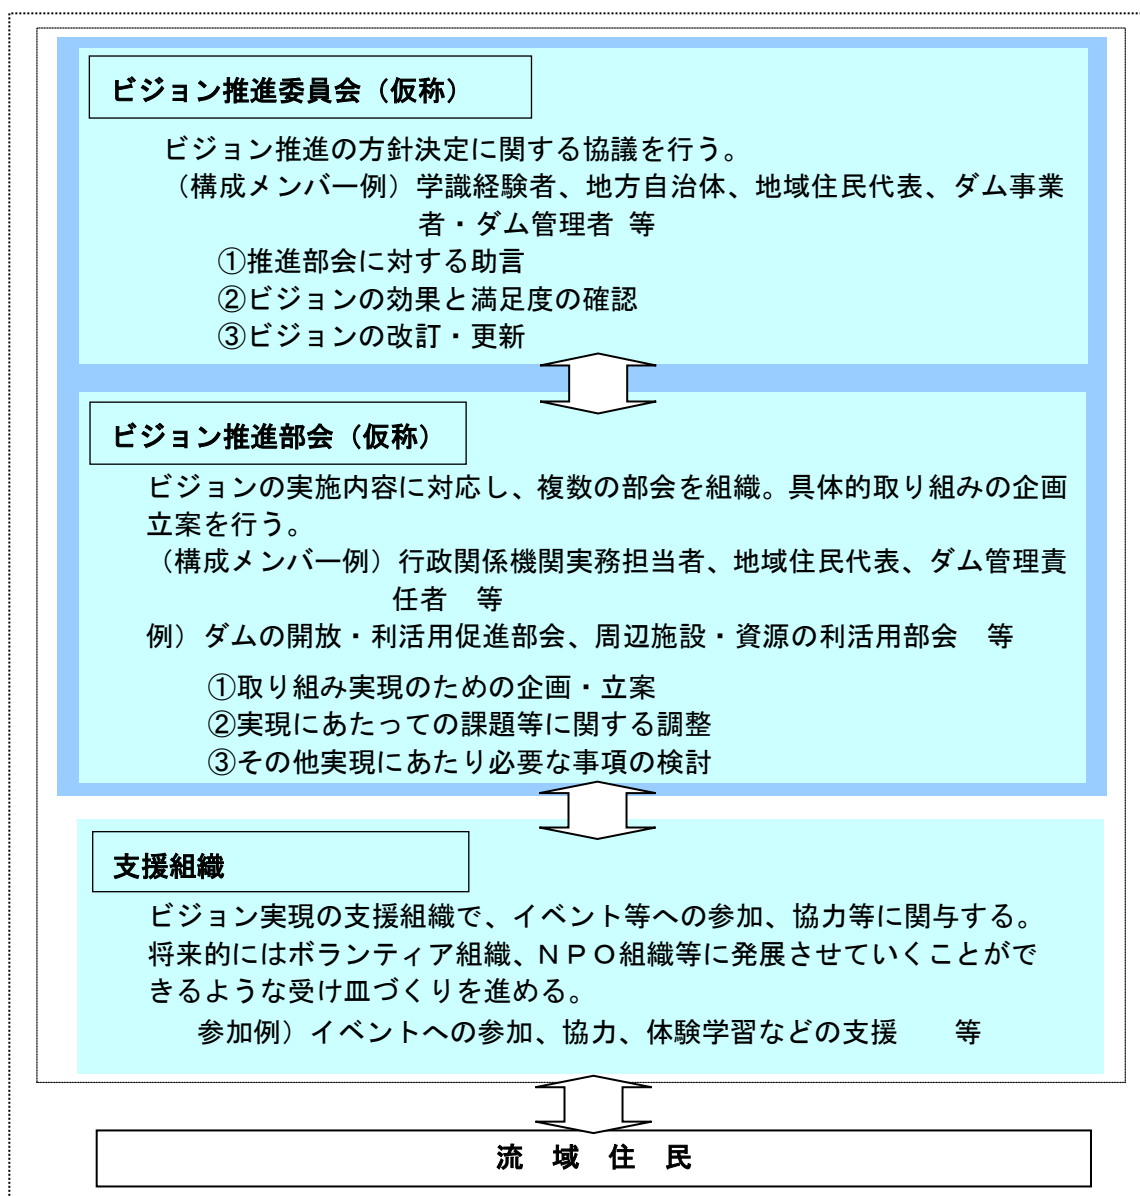 ビジョン推進委員会（仮称）
ビジョン推進の方針決定に関する協議を行う。
（構成メンバー例）学識経験者、地方自治体、地域住民代表、ダム事業
者・ダム管理者 等
①推進部会に対する助言
②ビジョンの効果と満足度の確認
③ビジョンの改訂・更新
ビジョン推進部会（仮称）
ビジョンの実施内容に対応し、複数の部会を組織。具体的取り組みの企画
立案を行う。
（構成メンバー例）行政関係機関実務担当者、地域住民代表、ダム管理責
任者　等
例）ダムの開放・利活用促進部会、周辺施設・資源の利活用部会　等
①取り組み実現のための企画・立案
②実現にあたっての課題等に関する調整
③その他実現にあたり必要な事項の検討
支援組織
ビジョン実現の支援組織で、イベント等への参加、協力等に関与する。
将来的にはボランティア組織、ＮＰＯ組織等に発展させていくことがで
きるような受け皿づくりを進める。
参加例）イベントへの参加、協力、体験学習などの支援　　等
流　域　住　民